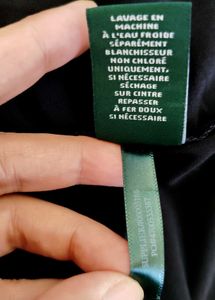 LAVAGE EN
MACHINE
À L'EAU FROIDE
SÉPARÉMENT
BLANCHISSEUR
NON CHLORÉ
UNIQUEMENT,
SI NÉCESSAIRE
SÉCHAGE
SUR CINTRE
REPASSER
À FER DOUX
SI NÉCESSAIRE